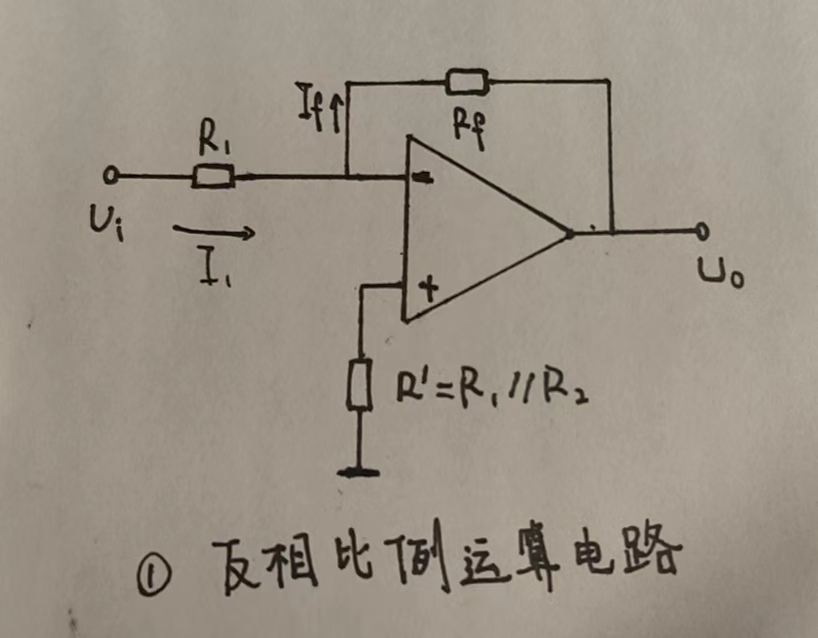 If↑
Rf
R₁
-
Ui
I₁
+
Uo
R'=R₁//R₂
① 反相比例运算电路